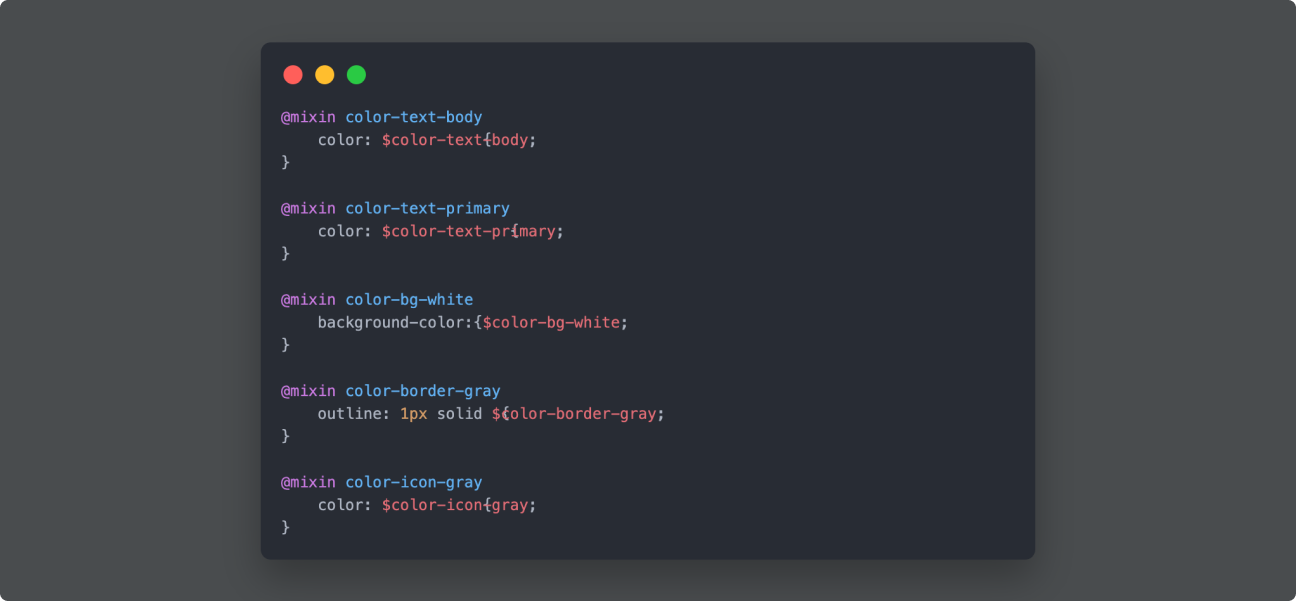 @mixin color-text-body
    color: $color-text{body;
}

@mixin color-text-primary
    color: $color-text-pr{mary;
}

@mixin color-bg-white
    background-color:{$color-bg-white;
}

@mixin color-border-gray
    outline: 1px solid ${olor-border-gray;
}

@mixin color-icon-gray
    color: $color-icon{gray;
}